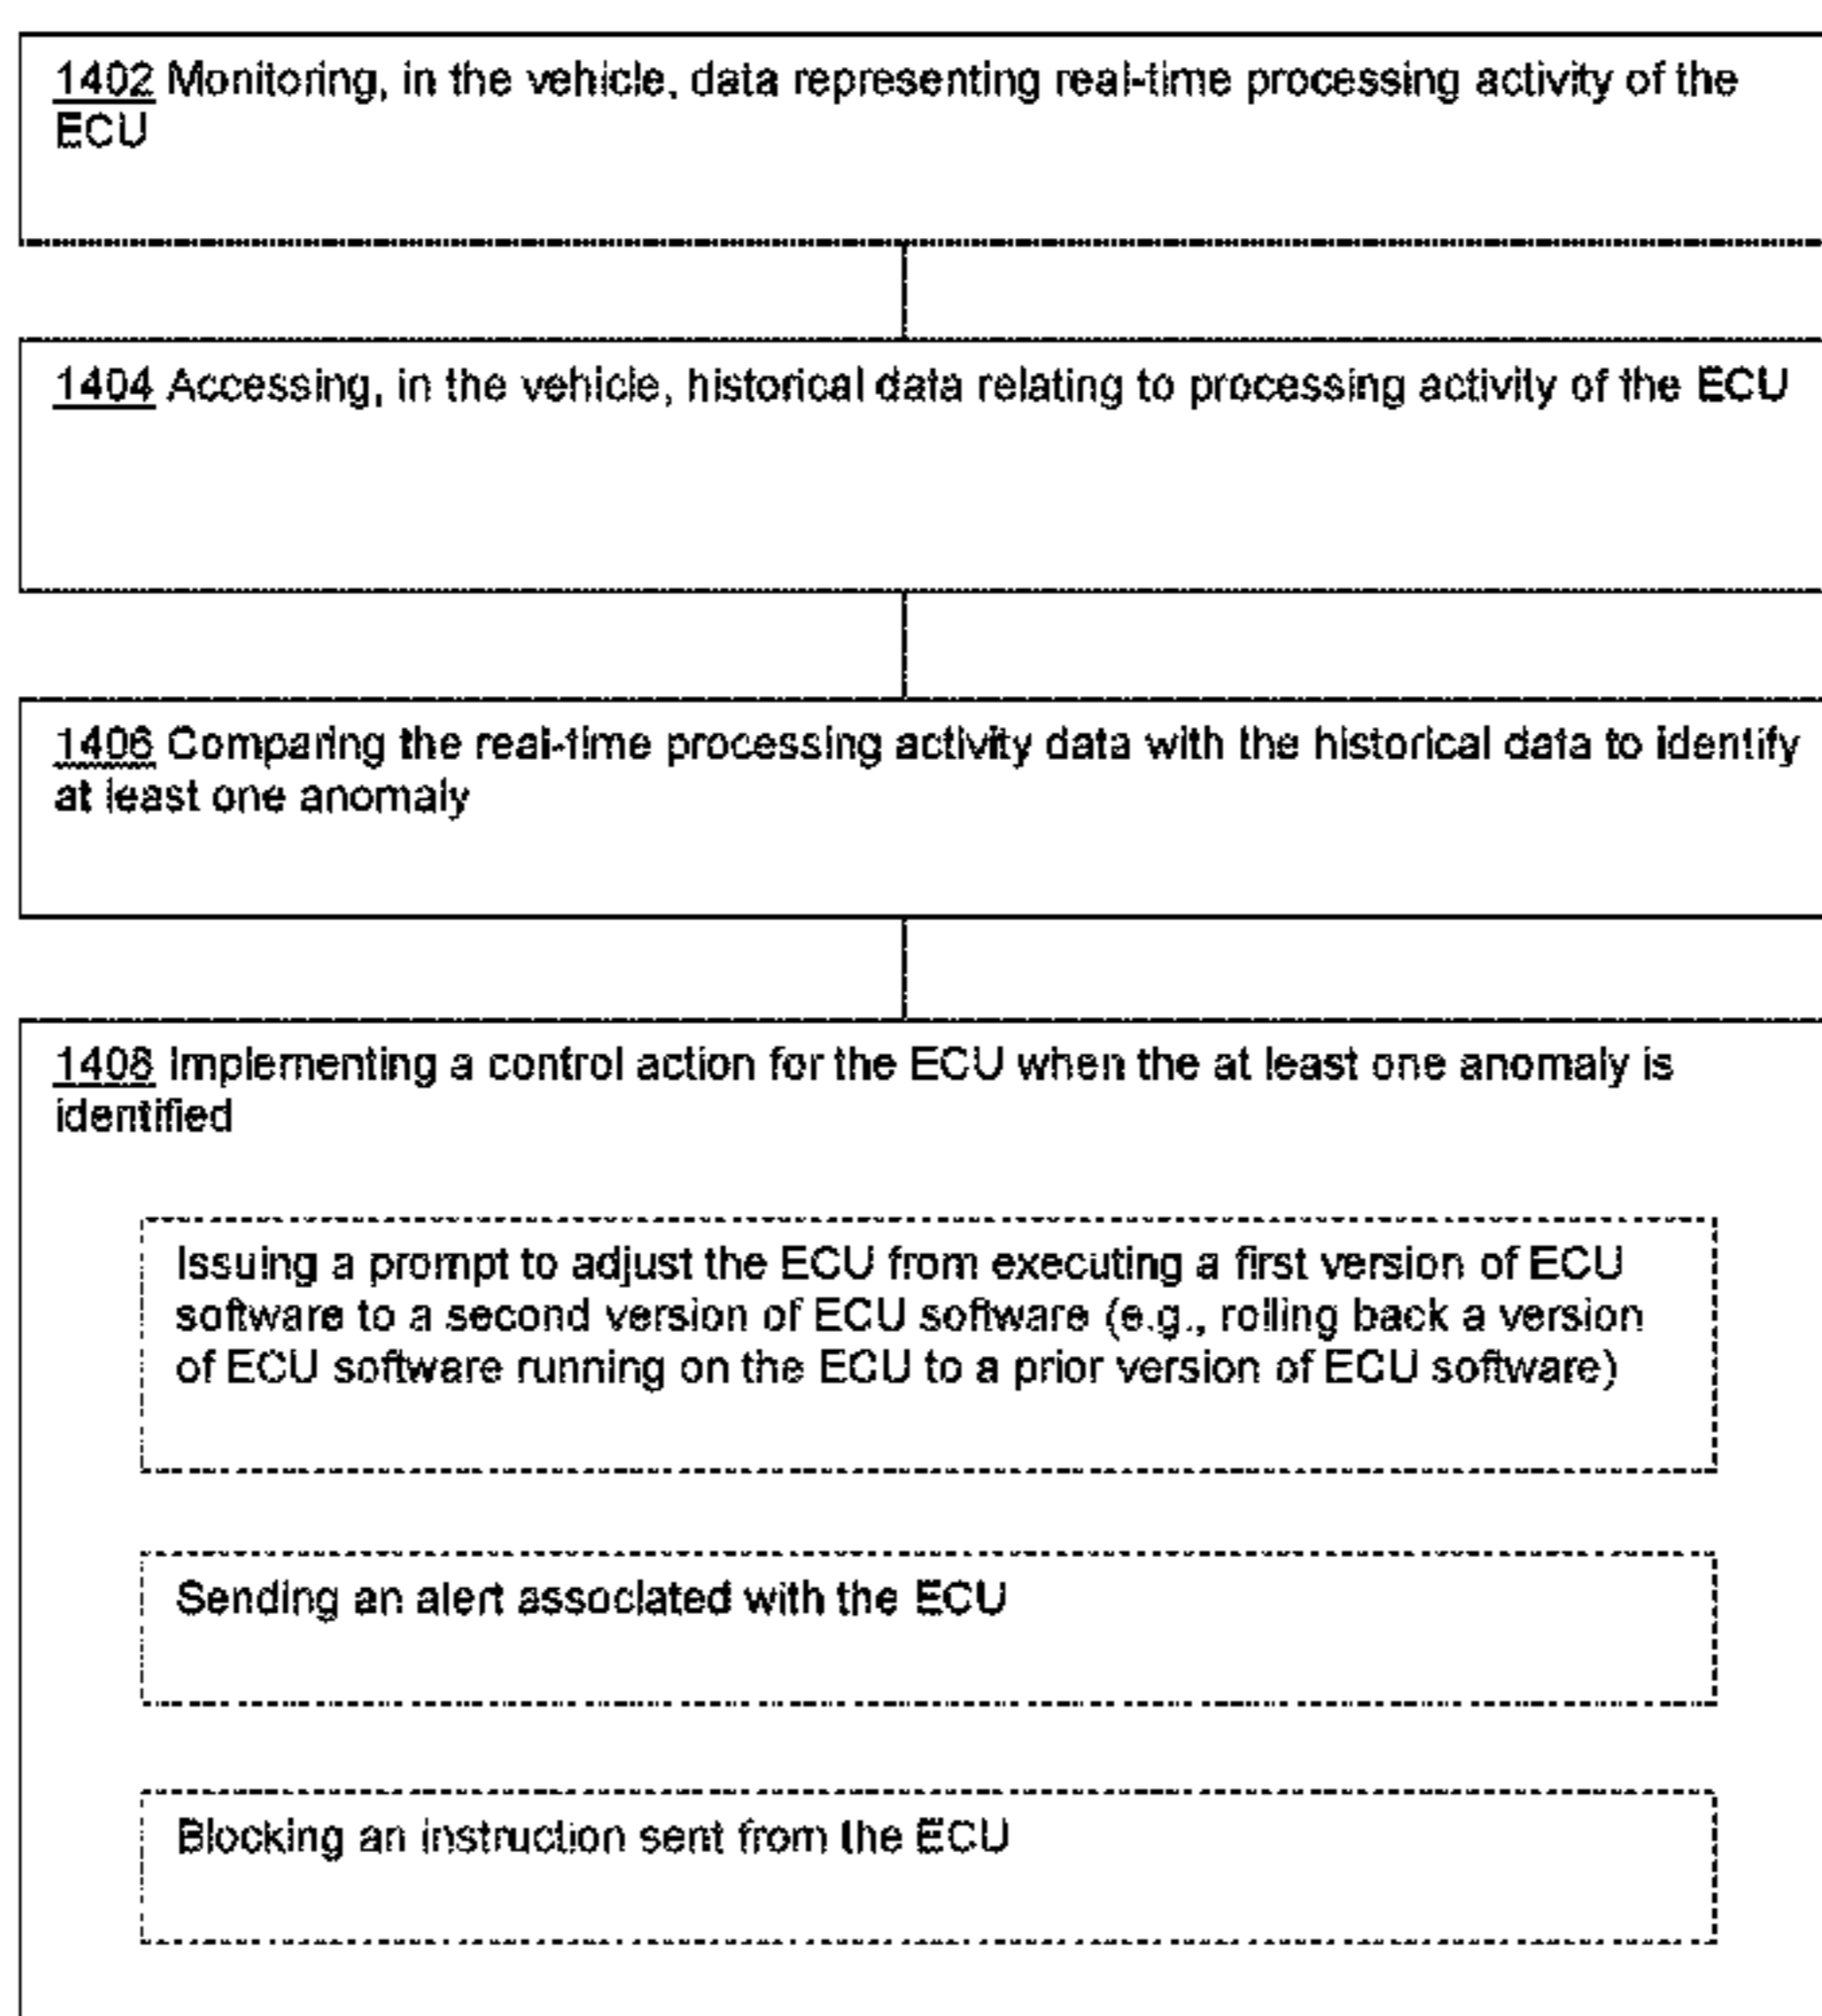 1402 Monitoring, in the vehicle, data representing real-time processing activity of the
ECU
1404 Accessing, in the vehicle, historical data relating to processing activity of the ECU
1406 Comparing the real-time processing activity data with the historical data to identify
at least one anomaly
1408 Implementing a control action for the ECU when the at least one anomaly is
identified
Issuing a prompt to adjust the ECU from executing a first version of ECU
software to a second version of ECU software (e.g., rolling back a version
of ECU software running on the ECU to a prior version of ECU software)
Sending an alert associated with the ECU
Blocking an instruction sent from the ECU